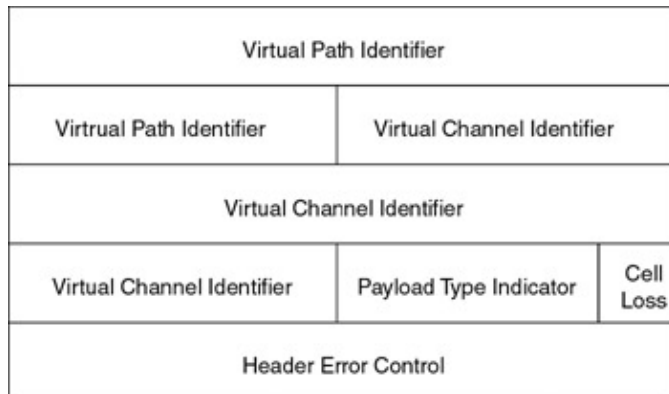 Virtual Path Identifier
Virtrual Path Identifier Virtual Channel Identifier
Virtual Channel Identifier
Virtual Channel Identifier Payload Type Indicator Cell Loss
Header Error Control